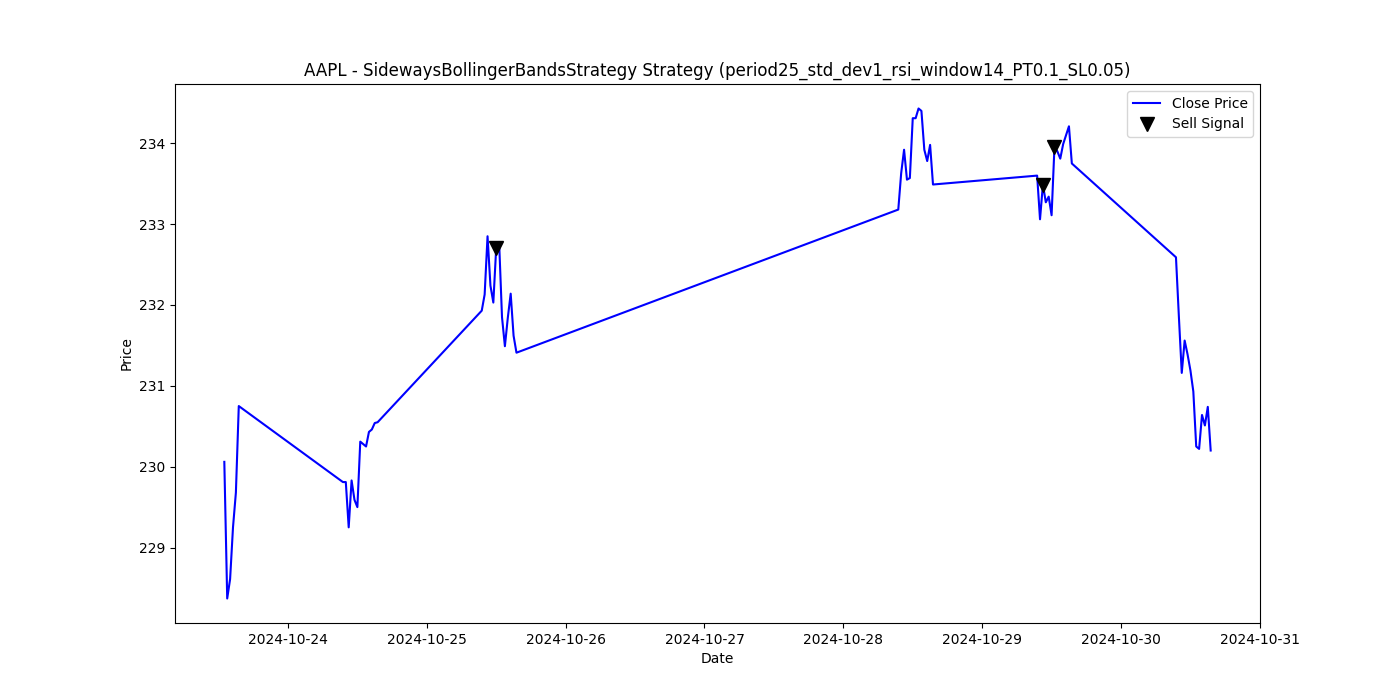 AAPL - SidewaysBollingerBandsStrategy Strategy (period25_std_dev1_rsi_window14_PT0.1_SL0.05)
Close Price
Sell Signal
Price
234
233
232
231
230
229
2024-10-24 2024-10-25 2024-10-26 2024-10-27 2024-10-28 2024-10-29 2024-10-30 2024-10-31
Date